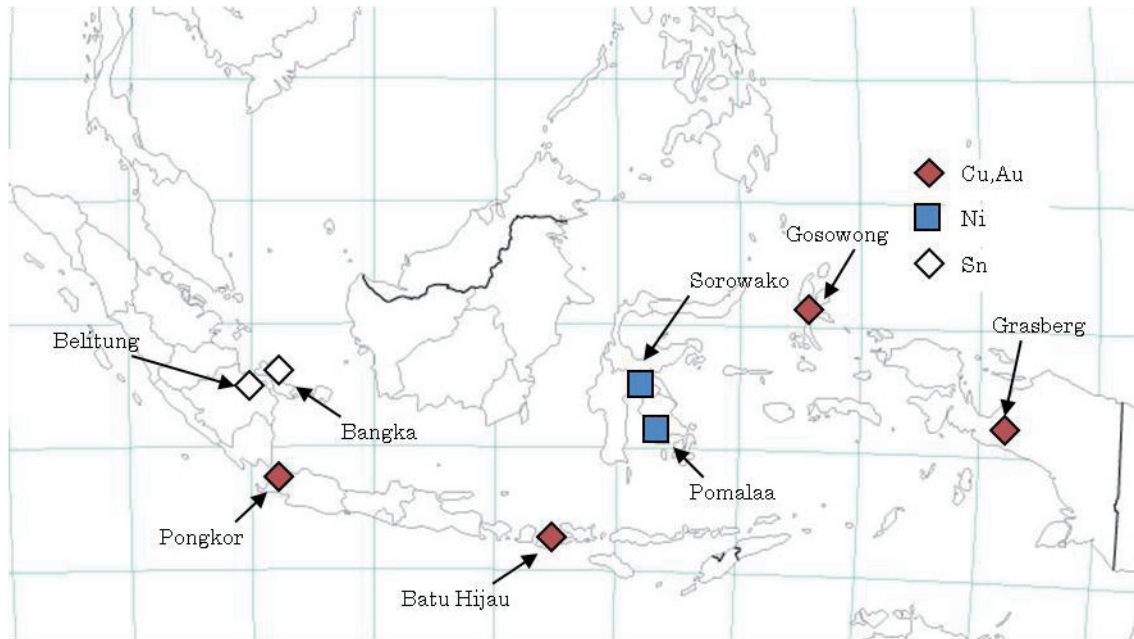 Cu,Au
Ni
Sn
Gosowong
Sorowako
Grasberg
Belitung
Bangka
Pomalaa
Pongkor
Batu Hijau